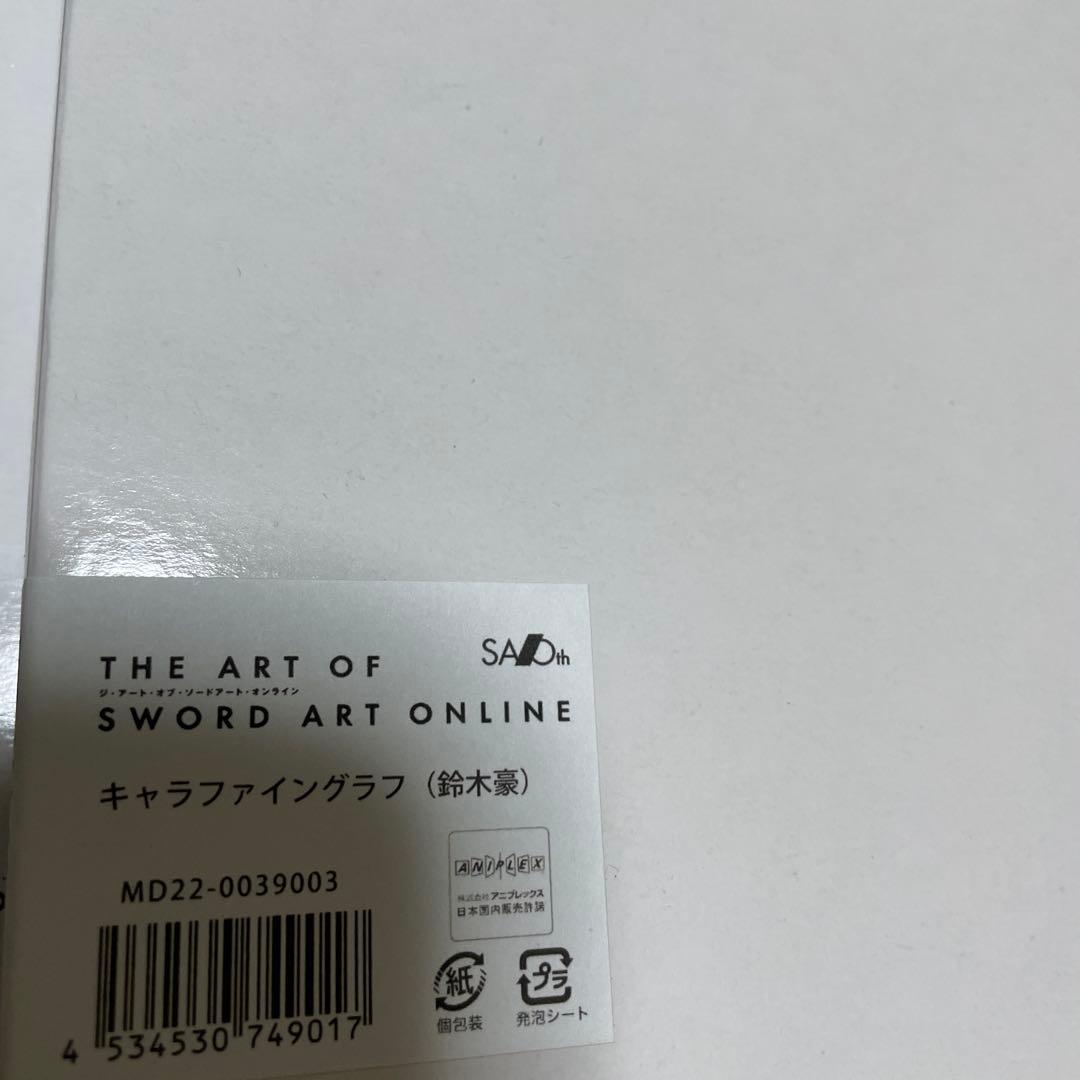 THE ART OF
ジ・アート・オブ・ソードアート・オンライン
SWORD ART ONLINE
SAO 10th
キャラファイングラフ（鈴木豪）
MD22-0039003
ANIPLEX
株式会社アニプレックス
日本国内販売許諾
紙
個包装
プラ
発泡シート
4 534530 749017